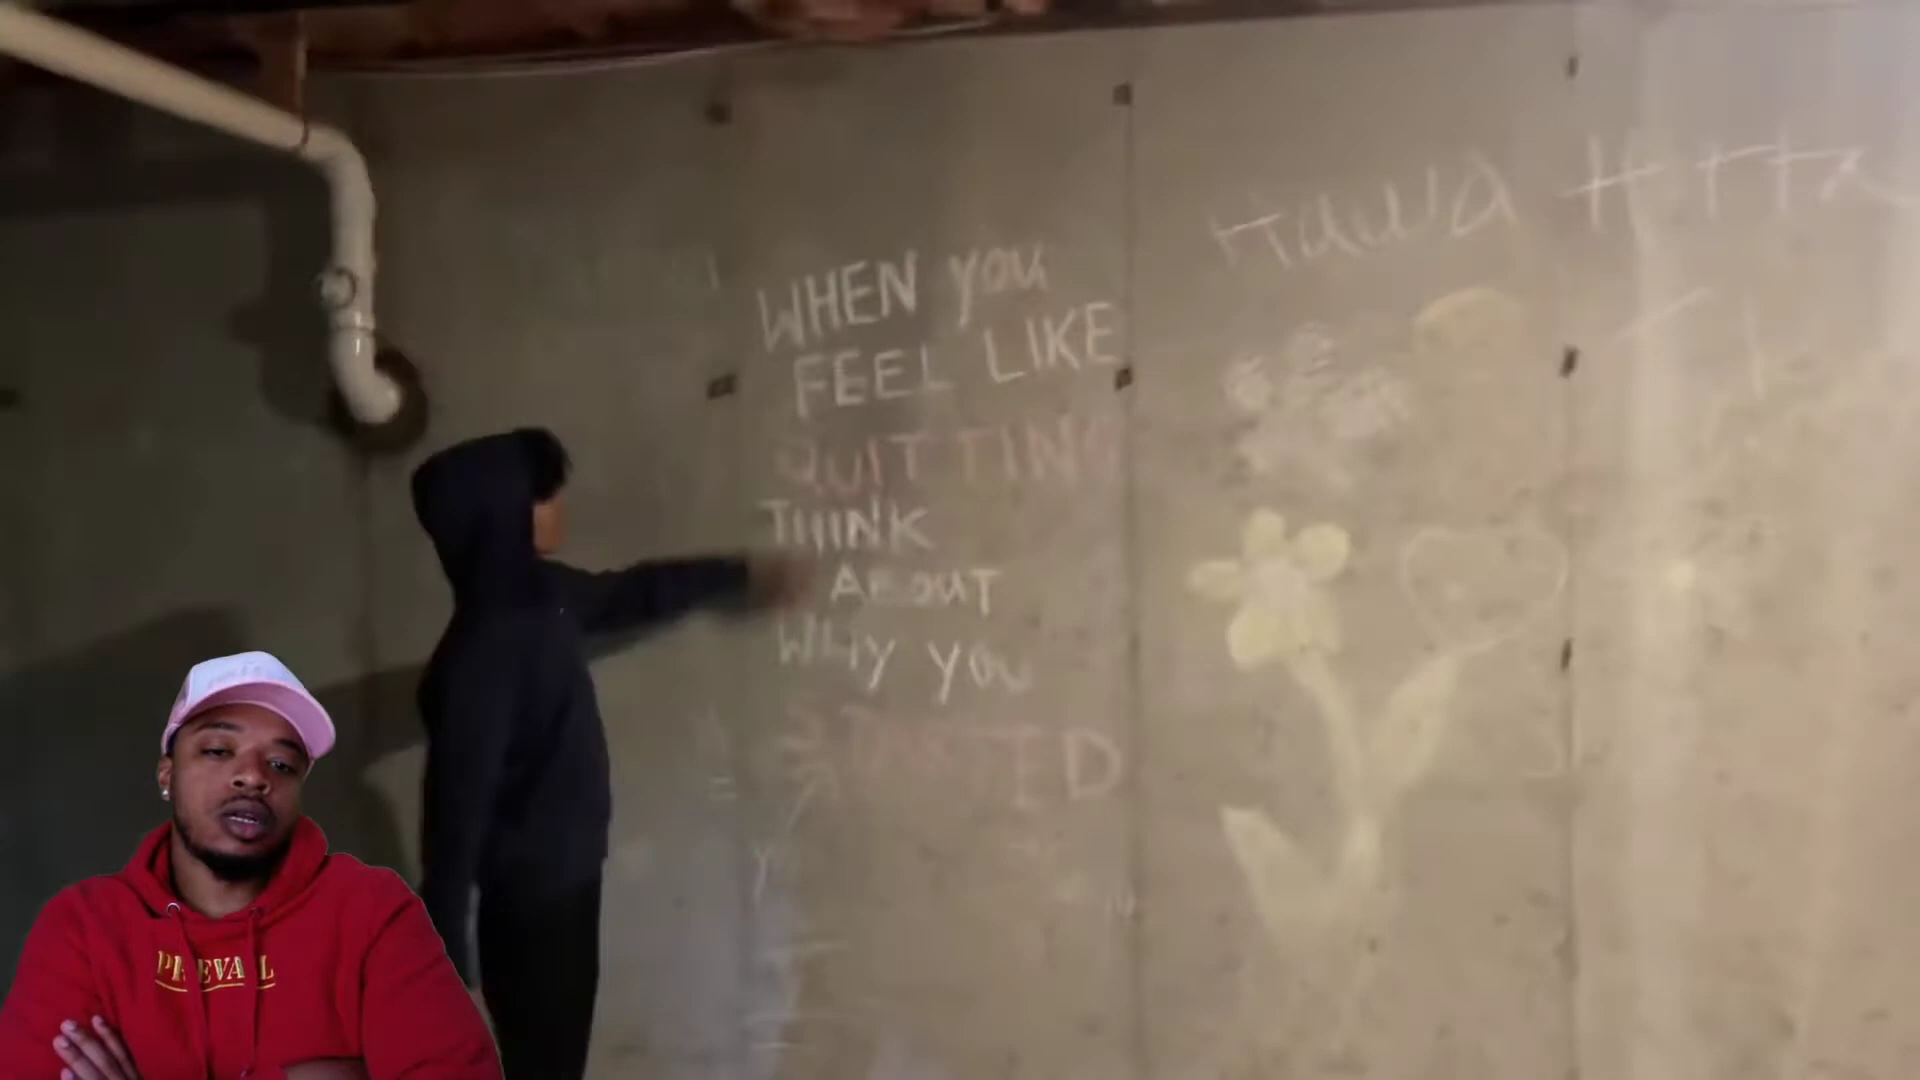 WHEN YOU
FEEL LIKE
QUITTING
THINK
ABOUT
WHY YOU
STARTED
PREVAIL